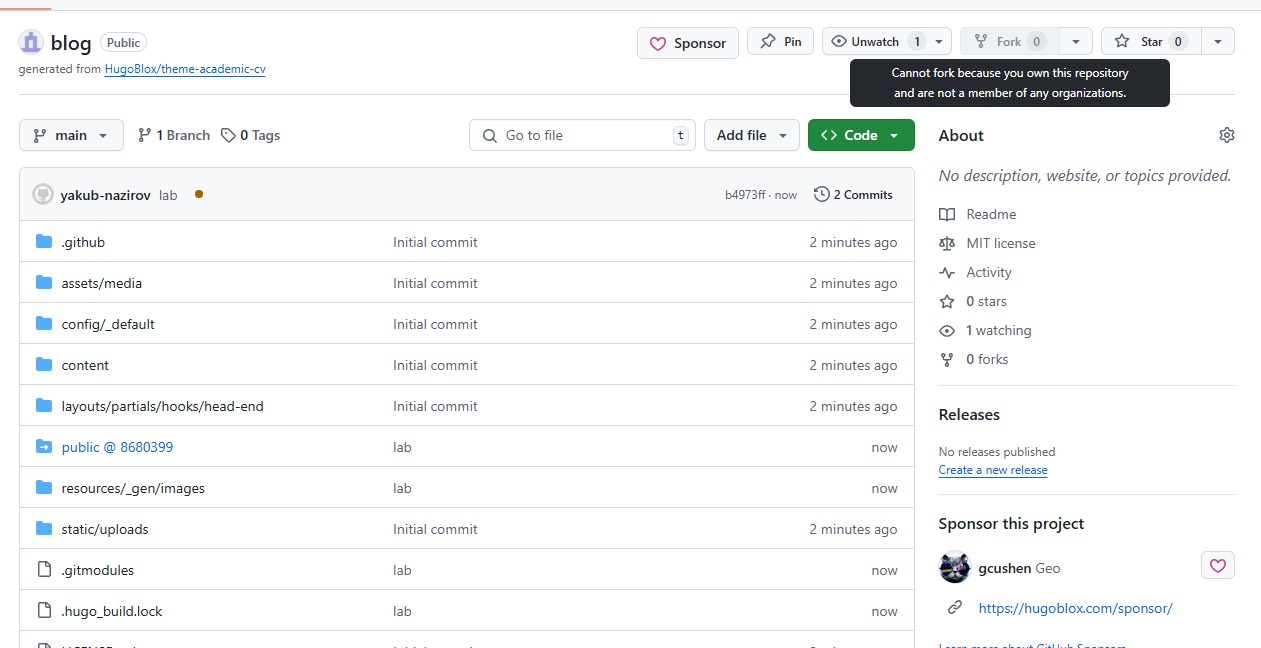 blog Public
generated from HugoBlox/theme-academic-cv
Sponsor Pin Unwatch 1 Fork 0 Star 0
Cannot fork because you own this repository
and are not a member of any organizations.
main 1 Branch 0 Tags Go to file t Add file Code
yakub-nazirov lab b4973ff · now 2 Commits
.github Initial commit 2 minutes ago
assets/media Initial commit 2 minutes ago
config/_default Initial commit 2 minutes ago
content Initial commit 2 minutes ago
layouts/partials/hooks/head-end Initial commit 2 minutes ago
public @ 8680399 lab now
resources/_gen/images lab now
static/uploads Initial commit 2 minutes ago
.gitmodules lab now
.hugo_build.lock lab now
About
No description, website, or topics provided.
Readme
MIT license
Activity
0 stars
1 watching
0 forks
Releases
No releases published
Create a new release
Sponsor this project
gcushen Geo
https://hugoblox.com/sponsor/
Learn more about GitHub Sponsors